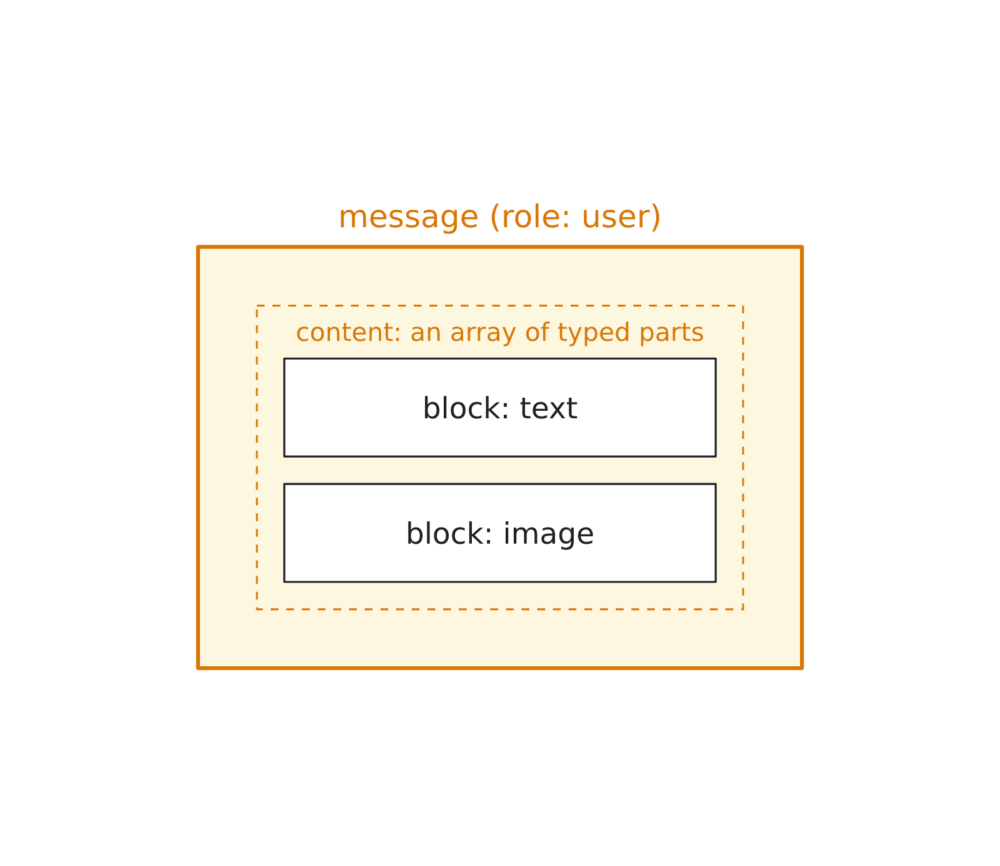 message (role: user)
content: an array of typed parts
block: text
block: image